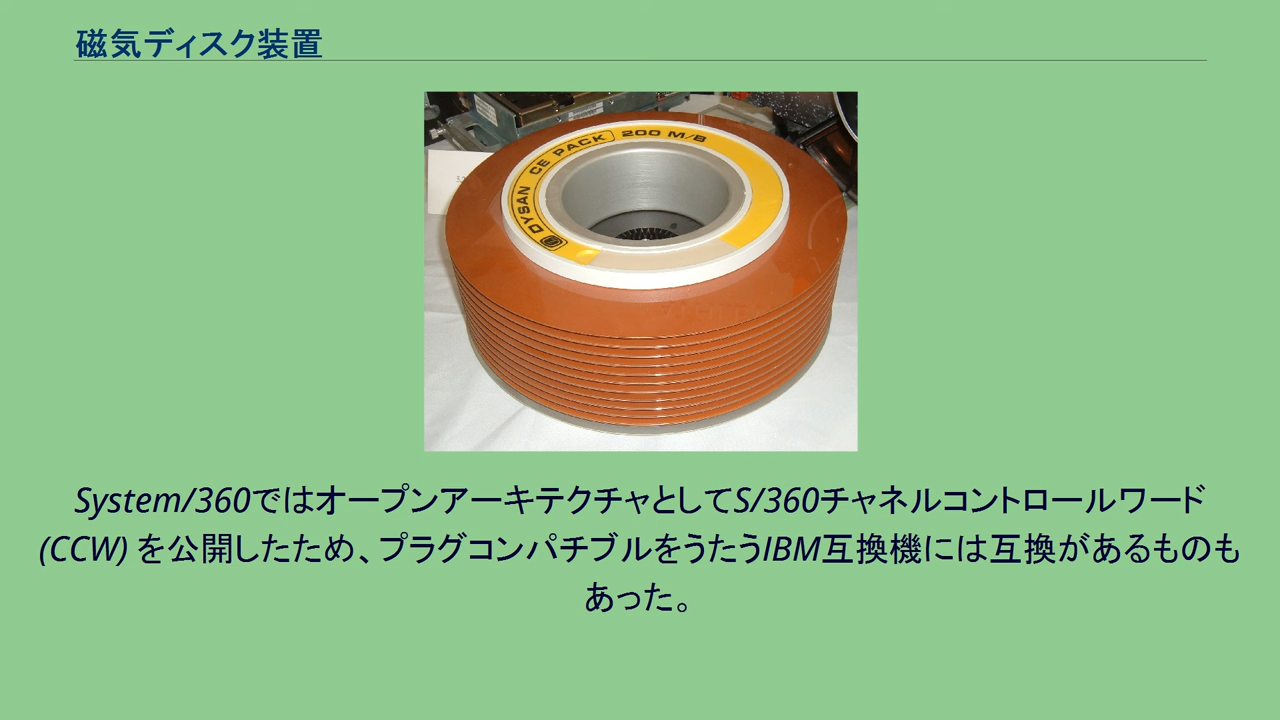 磁気ディスク装置
DYSAN CE PACK 200 M/B
System/360ではオープンアーキテクチャとしてS/360チャネルコントロールワード
(CCW) を公開したため、プラグコンパチブルをうたうIBM互換機には互換があるものも
あった。